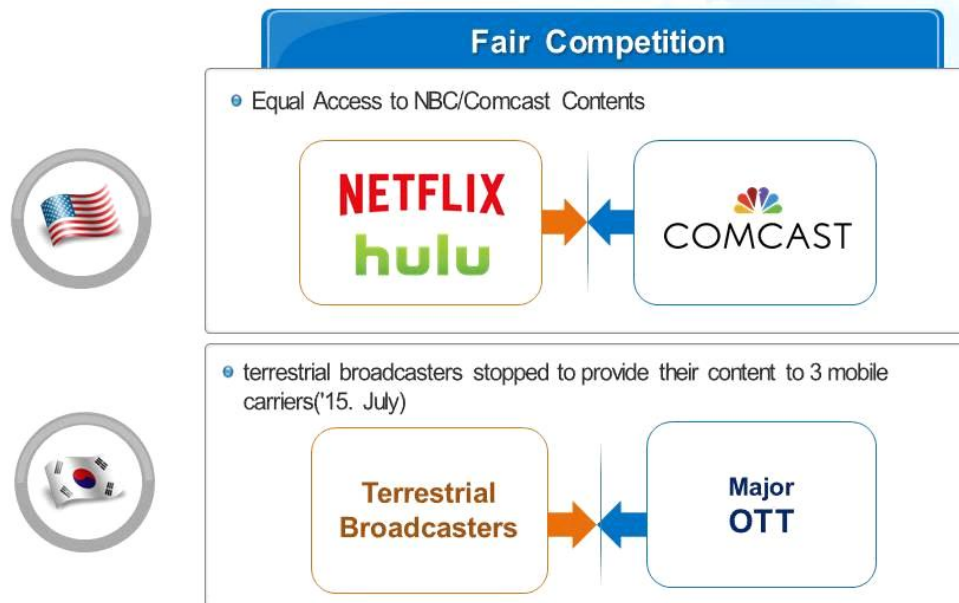 Fair Competition
Equal Access to NBC/Comcast Contents
NETFLIX
hulu
COMCAST
terrestrial broadcasters stopped to provide their content to 3 mobile
carriers('15. July)
Terrestrial
Broadcasters
Major
OTT